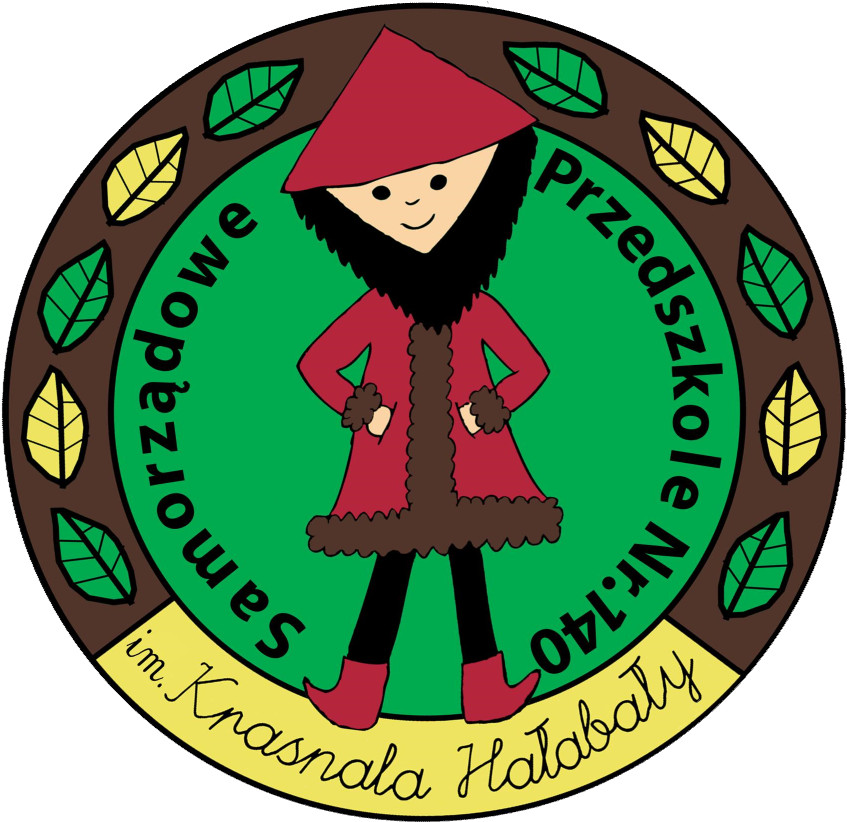 Samorządowe
Przedszkole Nr.140
im. Krasnala Hałabały